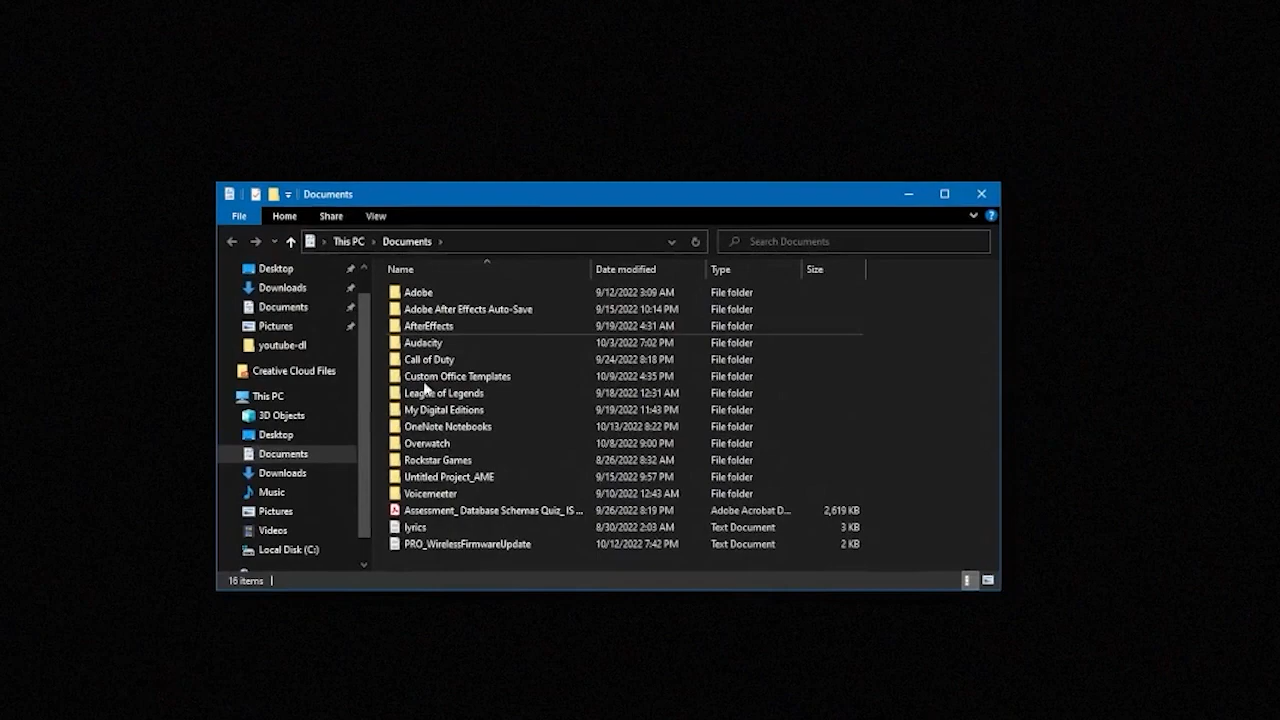 Documents
File Home Share View
This PC > Documents >
Search Documents
Desktop
Downloads
Documents
Pictures
youtube-dl
Creative Cloud Files
This PC
3D Objects
Desktop
Documents
Downloads
Music
Pictures
Videos
Local Disk (C:)
Name Date modified Type Size
Adobe 9/12/2022 3:09 AM File folder
Adobe After Effects Auto-Save 9/15/2022 10:14 PM File folder
AfterEffects 9/19/2022 4:31 AM File folder
Audacity 10/3/2022 7:02 PM File folder
Call of Duty 9/24/2022 8:18 PM File folder
Custom Office Templates 10/9/2022 4:35 PM File folder
League of Legends 9/18/2022 12:31 AM File folder
My Digital Editions 9/19/2022 11:43 PM File folder
OneNote Notebooks 10/13/2022 8:22 PM File folder
Overwatch 10/8/2022 9:00 PM File folder
Rockstar Games 8/26/2022 8:32 AM File folder
Untitled Project_AME 9/15/2022 9:57 PM File folder
Voicemeeter 9/10/2022 12:43 AM File folder
Assessment_ Database Schemas Quiz_ IS ... 9/26/2022 8:19 PM Adobe Acrobat D... 2,619 KB
lyrics 8/30/2022 2:03 AM Text Document 3 KB
PRO_WirelessFirmwareUpdate 10/12/2022 7:42 PM Text Document 2 KB
16 items